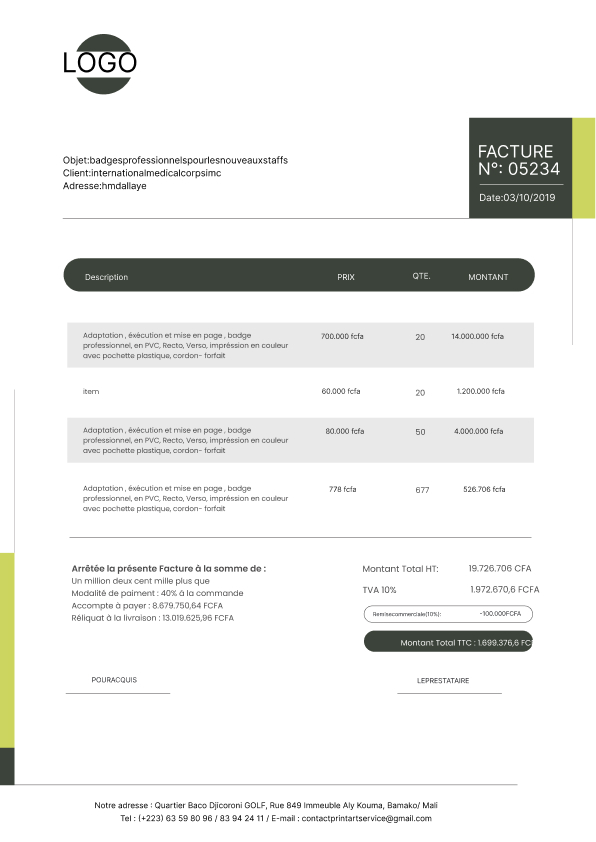 LOGO
FACTURE
N°: 05234
Date:03/10/2019
Objet:badgesprofessionnelspourlesnouveauxstaffs
Client:internationalmedicalcorpsimc
Adresse:hmdallaye
Description PRIX QTE. MONTANT
Adaptation , éxécution et mise en page , badge 700.000 fcfa 20 14.000.000 fcfa
professionnel, en PVC, Recto, Verso, impréssion en couleur
avec pochette plastique, cordon- forfait
item 60.000 fcfa 20 1.200.000 fcfa
Adaptation , éxécution et mise en page , badge 80.000 fcfa 50 4.000.000 fcfa
professionnel, en PVC, Recto, Verso, impréssion en couleur
avec pochette plastique, cordon- forfait
Adaptation , éxécution et mise en page , badge 778 fcfa 677 526.706 fcfa
professionnel, en PVC, Recto, Verso, impréssion en couleur
avec pochette plastique, cordon- forfait
Arrêtée la présente Facture à la somme de :
Un million deux cent mille plus que
Modalité de paiment : 40% à la commande
Accompte à payer : 8.679.750,64 FCFA
Réliquat à la livraison : 13.019.625,96 FCFA
Montant Total HT: 19.726.706 CFA
TVA 10% 1.972.670,6 FCFA
Remisecommerciale(10%): -100.000FCFA
Montant Total TTC : 1.699.376,6 FC
POURACQUIS
LEPRESTATAIRE
Notre adresse : Quartier Baco Djicoroni GOLF, Rue 849 Immeuble Aly Kouma, Bamako/ Mali
Tel : (+223) 63 59 80 96 / 83 94 24 11 / E-mail : contactprintartservice@gmail.com